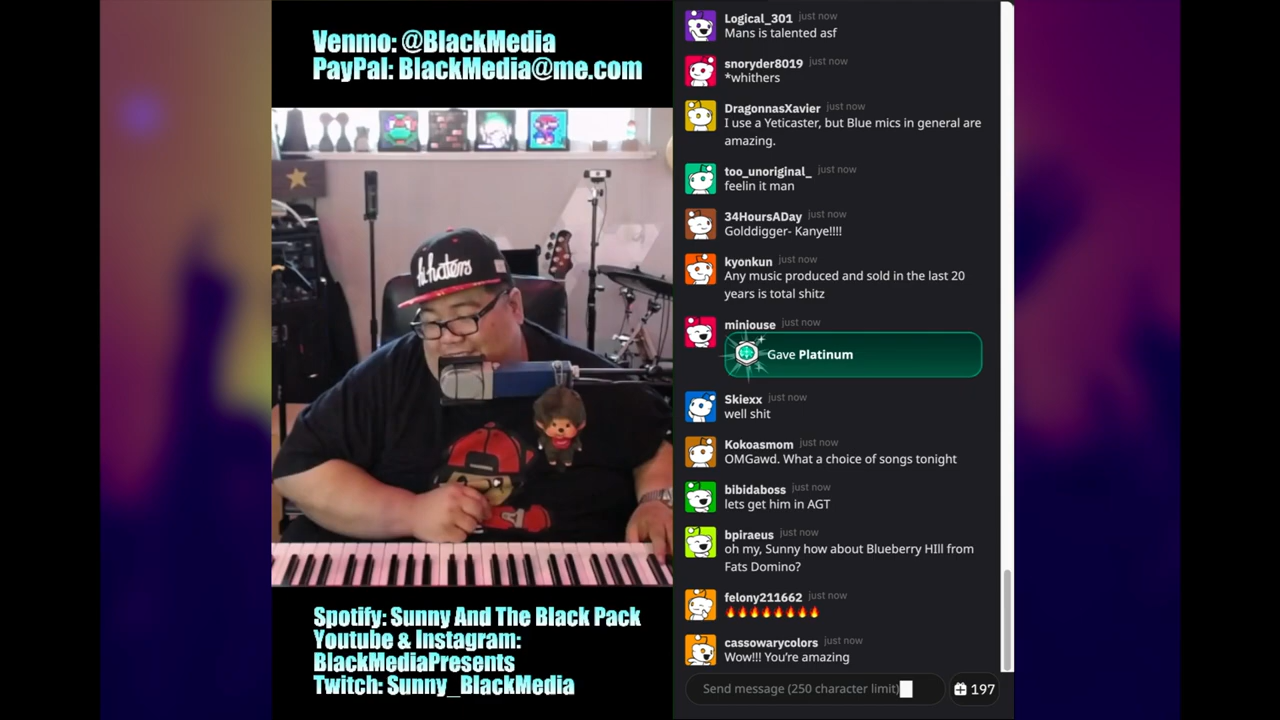 Venmo: @BlackMedia
PayPal: BlackMedia@me.com
hi haters
Spotify: Sunny And The Black Pack
Youtube & Instagram:
BlackMediaPresents
Twitch: Sunny_BlackMedia
Logical_301 just now
Mans is talented asf
snoryder8019 just now
*whithers
DragonnasXavier just now
I use a Yeticaster, but Blue mics in general are
amazing.
too_unoriginal_ just now
feelin it man
34HoursADay just now
Golddigger- Kanye!!!!
kyonkun just now
Any music produced and sold in the last 20
years is total shitz
miniouse just now
Gave Platinum
Skiexx just now
well shit
Kokoasmom just now
OMGawd. What a choice of songs tonight
bibidaboss just now
lets get him in AGT
bpiraeus just now
oh my, Sunny how about Blueberry HIll from
Fats Domino?
felony211662 just now
🔥🔥🔥🔥🔥🔥🔥🔥
cassowarycolors just now
Wow!!! You're amazing
Send message (250 character limit)
197